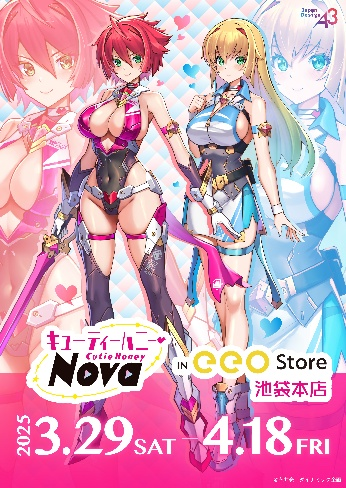 Japan
Desarye
43
キューティーハニー
Cutie Honey
Nova
IN eeo Store
池袋本店
2025
3.29 SAT — 4.18 FRI